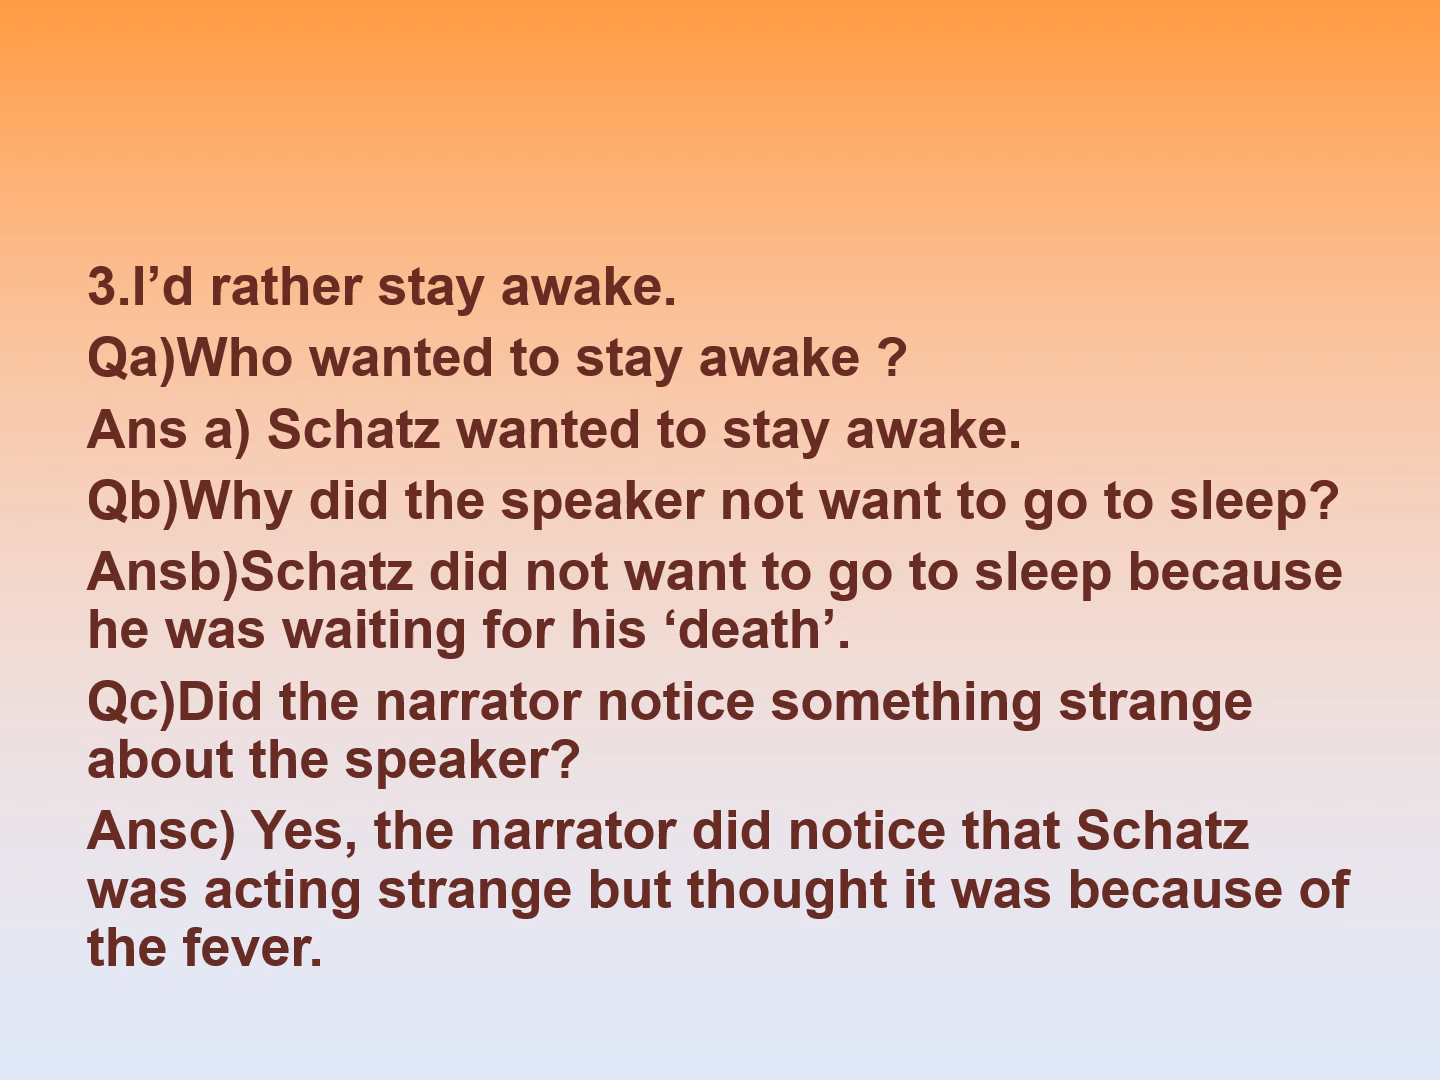 3.I’d rather stay awake.
Qa)Who wanted to stay awake ?
Ans a) Schatz wanted to stay awake.
Qb)Why did the speaker not want to go to sleep?
Ansb)Schatz did not want to go to sleep because
he was waiting for his ‘death’.
Qc)Did the narrator notice something strange
about the speaker?
Ansc) Yes, the narrator did notice that Schatz
was acting strange but thought it was because of
the fever.